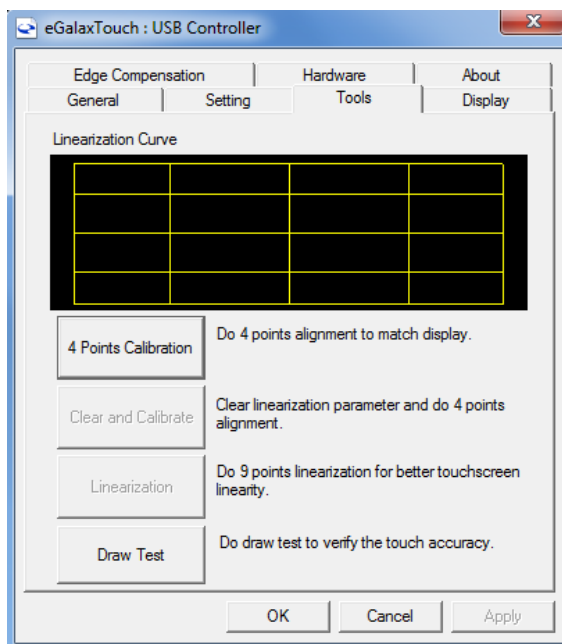 eGalaxTouch : USB Controller
Edge Compensation Hardware About
General Setting Tools Display
Linearization Curve
4 Points Calibration
Do 4 points alignment to match display.
Clear and Calibrate
Clear linearization parameter and do 4 points
alignment.
Linearization
Do 9 points linearization for better touchscreen
linearity.
Draw Test
Do draw test to verify the touch accuracy.
OK Cancel Apply